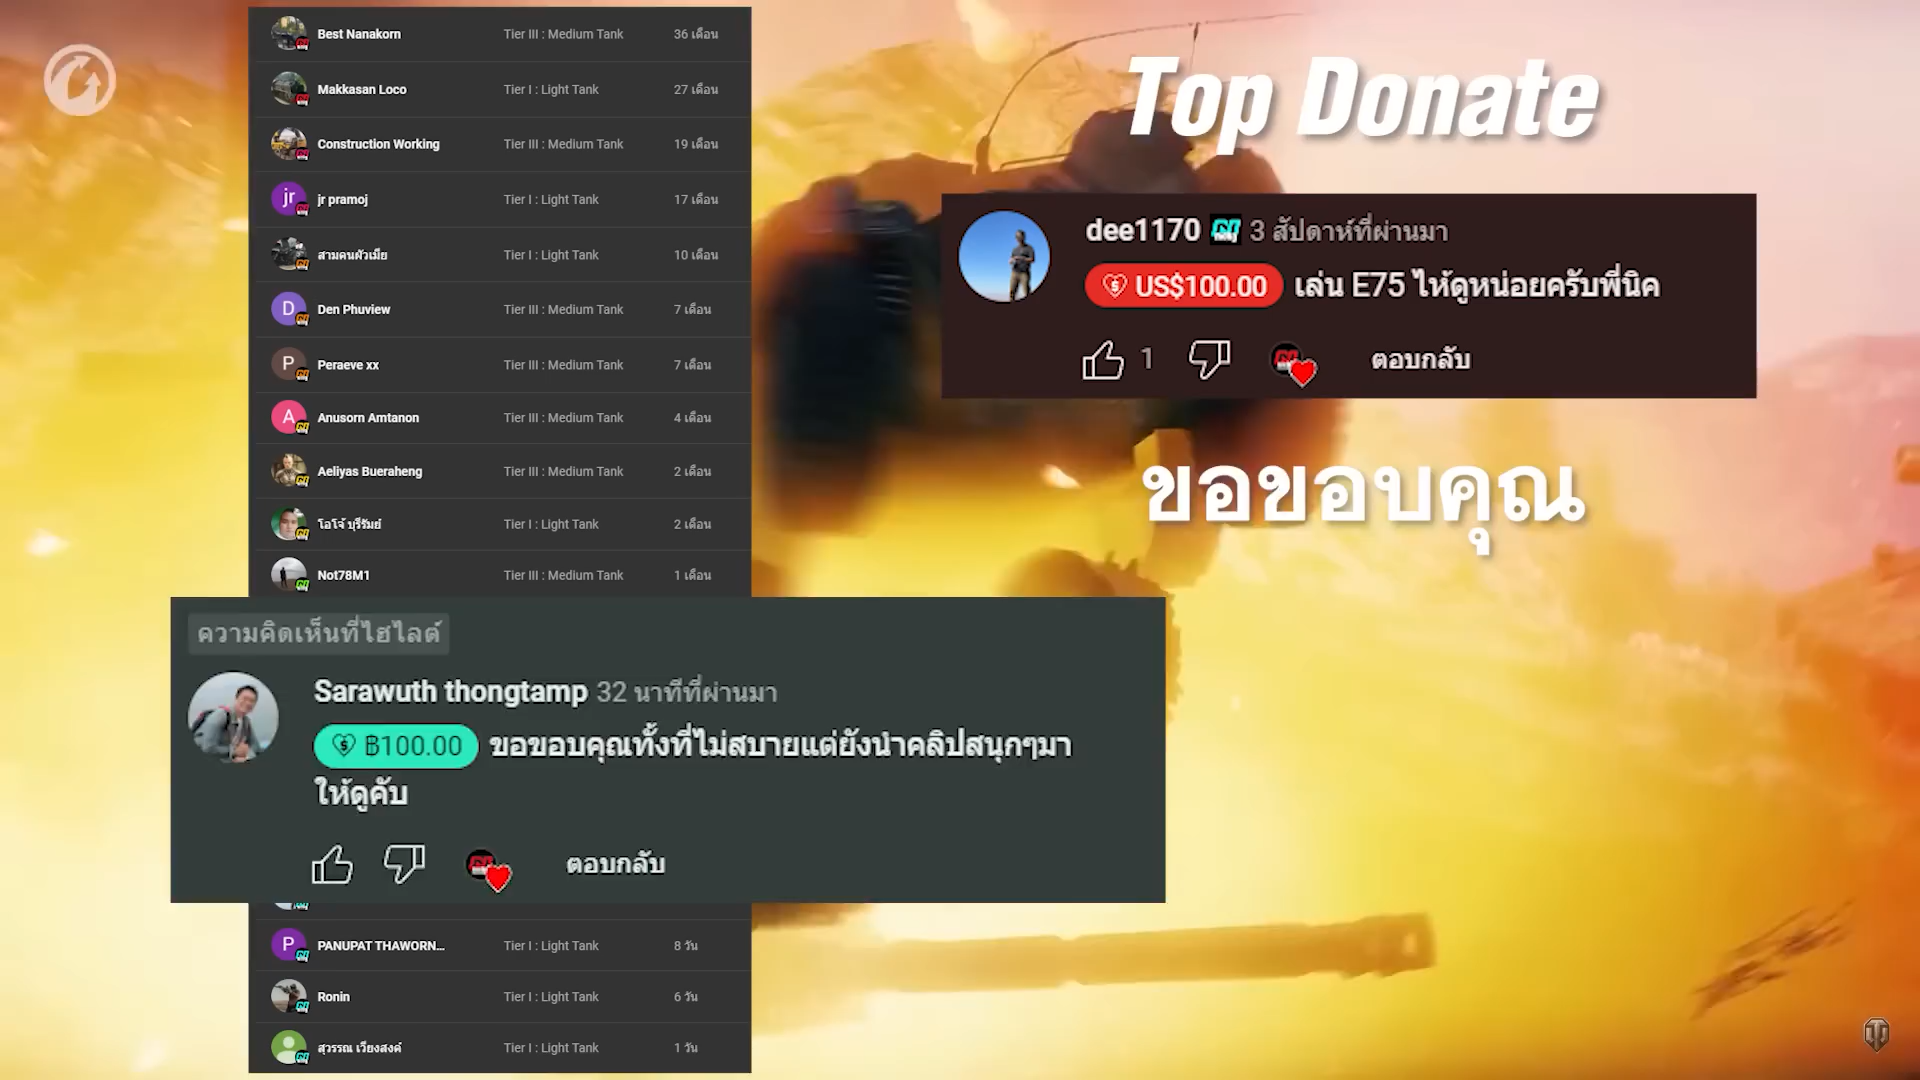 Best Nanakorn Tier III : Medium Tank 36 เดือน
Makkasan Loco Tier I : Light Tank 27 เดือน
Construction Working Tier III : Medium Tank 19 เดือน
jr
jr pramoj Tier I : Light Tank 17 เดือน
สามคนผัวเมีย Tier I : Light Tank 10 เดือน
D
Den Phuview Tier III : Medium Tank 7 เดือน
P
Peraeve xx Tier III : Medium Tank 7 เดือน
A
Anusorn Amtanon Tier III : Medium Tank 4 เดือน
Aeliyas Bueraheng Tier III : Medium Tank 2 เดือน
โอโจ้ บุรีรัมย์ Tier I : Light Tank 2 เดือน
Not78M1 Tier III : Medium Tank 1 เดือน
Top Donate
dee1170 3 สัปดาห์ที่ผ่านมา
US$100.00 เล่น E75 ไห้ดูหน่อยครับพี่นิค
1 ตอบกลับ
ขอขอบคุณ
ความคิดเห็นที่ไฮไลต์
Sarawuth thongtamp 32 นาทีที่ผ่านมา
฿100.00 ขอขอบคุณทั้งที่ไม่สบายแต่ยังนำคลิปสนุกๆมา
ให้ดูคับ
ตอบกลับ
P
PANUPAT THAWORN... Tier I : Light Tank 8 วัน
Ronin Tier I : Light Tank 6 วัน
สุวรรณ เวียงสงค์ Tier I : Light Tank 1 วัน